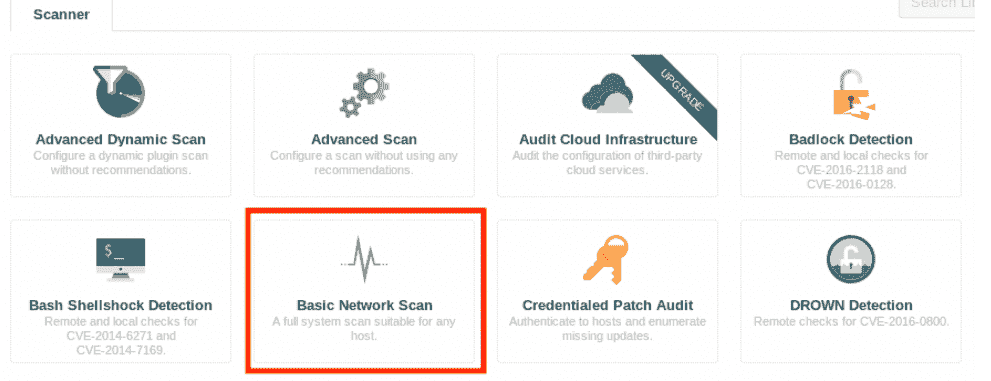 Scanner
Search Lib
UPGRADE
Advanced Dynamic Scan
Configure a dynamic plugin scan
without recommendations.
Advanced Scan
Configure a scan without using any
recommendations.
Audit Cloud Infrastructure
Audit the configuration of third-party
cloud services.
Badlock Detection
Remote and local checks for
CVE-2016-2118 and
CVE-2016-0128.
$_
Bash Shellshock Detection
Remote and local checks for
CVE-2014-6271 and
CVE-2014-7169.
Basic Network Scan
A full system scan suitable for any
host.
Credentialed Patch Audit
Authenticate to hosts and enumerate
missing updates.
DROWN Detection
Remote checks for CVE-2016-0800.